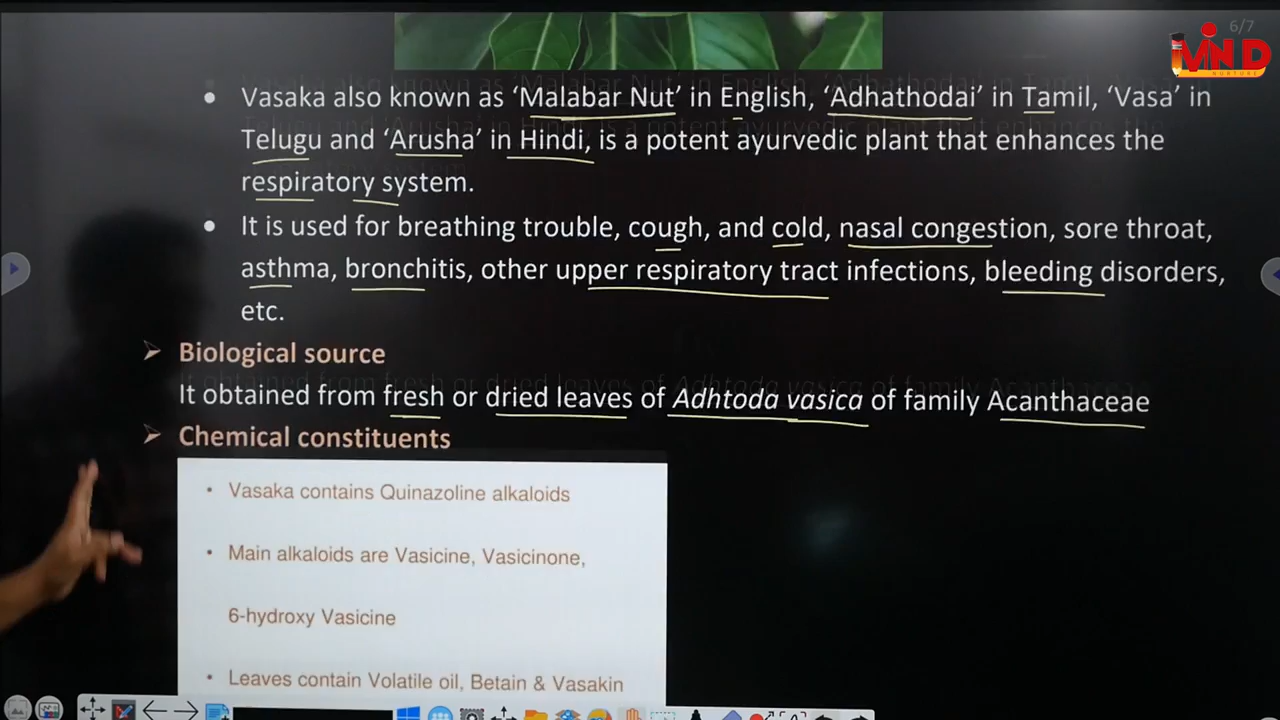 6/7
MIND
NURTURE
• Vasaka also known as ‘Malabar Nut’ in English, ‘Adhathodai’ in Tamil, ‘Vasa’ in
Telugu and ‘Arusha’ in Hindi, is a potent ayurvedic plant that enhances the
respiratory system.
• It is used for breathing trouble, cough, and cold, nasal congestion, sore throat,
asthma, bronchitis, other upper respiratory tract infections, bleeding disorders,
etc.
➢ Biological source
It obtained from fresh or dried leaves of Adhtoda vasica of family Acanthaceae
➢ Chemical constituents
• Vasaka contains Quinazoline alkaloids
• Main alkaloids are Vasicine, Vasicinone,
6-hydroxy Vasicine
• Leaves contain Volatile oil, Betain & Vasakin